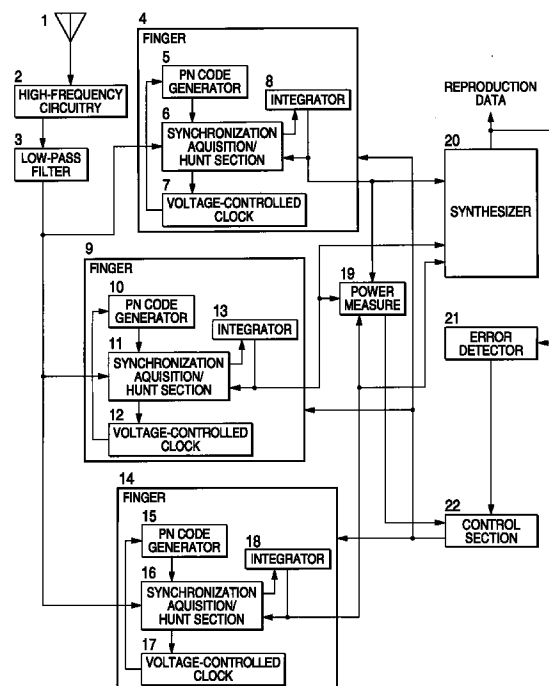 1
2
HIGH-FREQUENCY
CIRCUITRY
3
LOW-PASS
FILTER
4
FINGER
5
PN CODE
GENERATOR
6
SYNCHRONIZATION
AQUISITION/
HUNT SECTION
7
VOLTAGE-CONTROLLED
CLOCK
8
INTEGRATOR
9
FINGER
10
PN CODE
GENERATOR
11
SYNCHRONIZATION
AQUISITION/
HUNT SECTION
12
VOLTAGE-CONTROLLED
CLOCK
13
INTEGRATOR
14
FINGER
15
PN CODE
GENERATOR
16
SYNCHRONIZATION
AQUISITION/
HUNT SECTION
17
VOLTAGE-CONTROLLED
CLOCK
18
INTEGRATOR
19
POWER
MEASURE
REPRODUCTION
DATA
20
SYNTHESIZER
21
ERROR
DETECTOR
22
CONTROL
SECTION